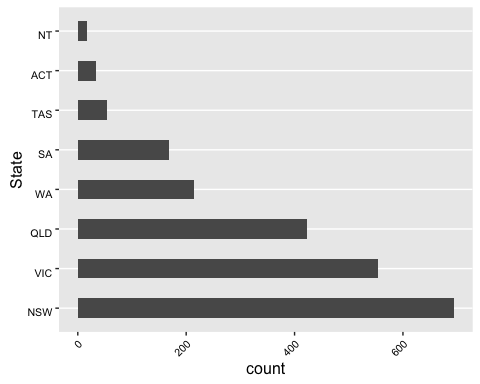 NT
ACT
TAS
SA
WA
QLD
VIC
NSW
State
0
200
400
600
count